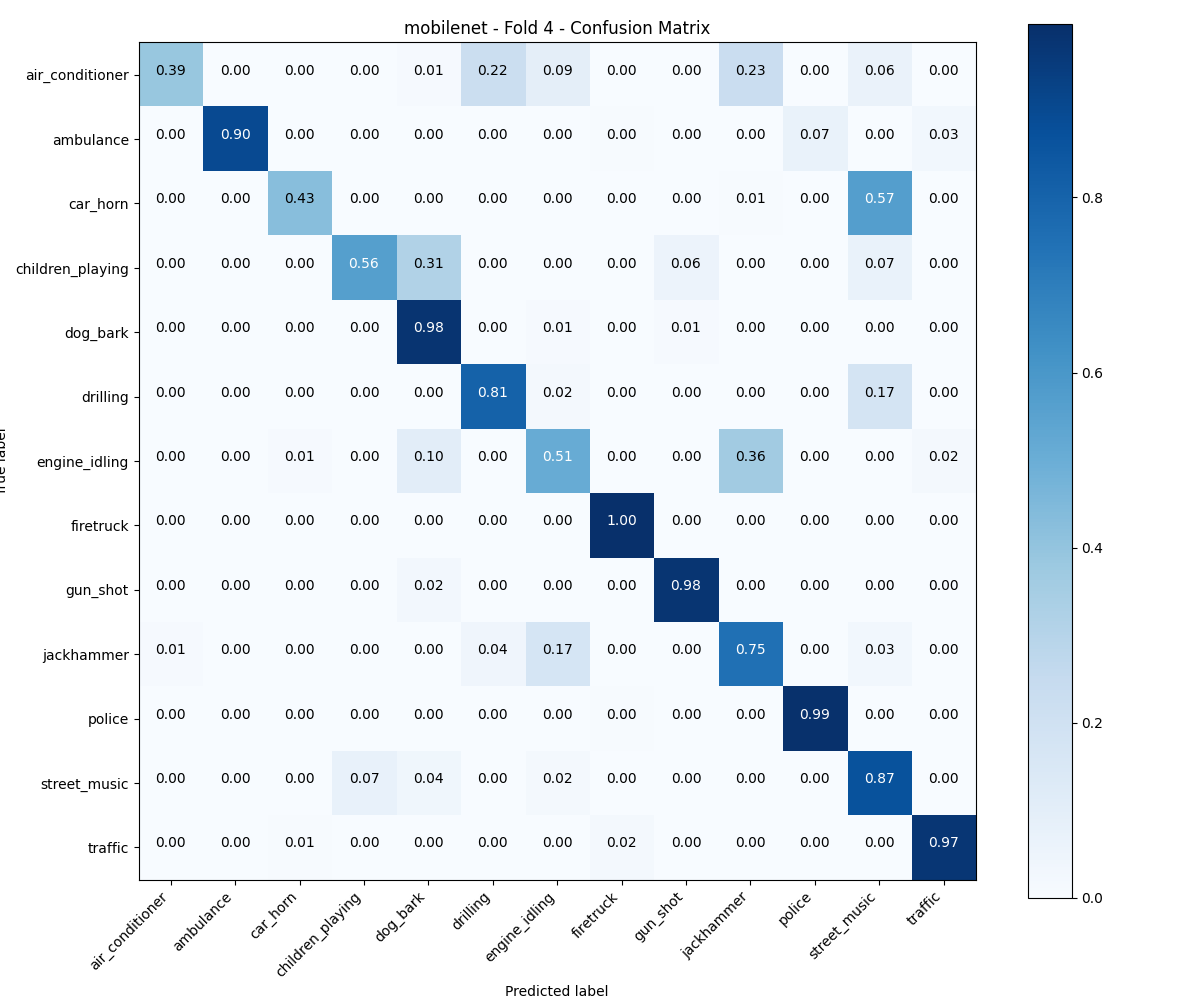 mobilenet - Fold 4 - Confusion Matrix
air_conditioner 0.39 0.00 0.00 0.00 0.01 0.22 0.09 0.00 0.00 0.23 0.00 0.06 0.00
ambulance 0.00 0.90 0.00 0.00 0.00 0.00 0.00 0.00 0.00 0.00 0.07 0.00 0.03
car_horn 0.00 0.00 0.43 0.00 0.00 0.00 0.00 0.00 0.00 0.01 0.00 0.57 0.00
children_playing 0.00 0.00 0.00 0.56 0.31 0.00 0.00 0.00 0.06 0.00 0.00 0.07 0.00
dog_bark 0.00 0.00 0.00 0.00 0.98 0.00 0.01 0.00 0.01 0.00 0.00 0.00 0.00
drilling 0.00 0.00 0.00 0.00 0.00 0.81 0.02 0.00 0.00 0.00 0.00 0.17 0.00
engine_idling 0.00 0.00 0.01 0.00 0.10 0.00 0.51 0.00 0.00 0.36 0.00 0.00 0.02
firetruck 0.00 0.00 0.00 0.00 0.00 0.00 0.00 1.00 0.00 0.00 0.00 0.00 0.00
gun_shot 0.00 0.00 0.00 0.00 0.02 0.00 0.00 0.00 0.98 0.00 0.00 0.00 0.00
jackhammer 0.01 0.00 0.00 0.00 0.00 0.04 0.17 0.00 0.00 0.75 0.00 0.03 0.00
police 0.00 0.00 0.00 0.00 0.00 0.00 0.00 0.00 0.00 0.00 0.99 0.00 0.00
street_music 0.00 0.00 0.00 0.07 0.04 0.00 0.02 0.00 0.00 0.00 0.00 0.87 0.00
traffic 0.00 0.00 0.01 0.00 0.00 0.00 0.00 0.02 0.00 0.00 0.00 0.00 0.97
air_conditioner ambulance car_horn children_playing dog_bark drilling engine_idling firetruck gun_shot jackhammer police street_music traffic
Predicted label
0.8
0.6
0.4
0.2
0.0